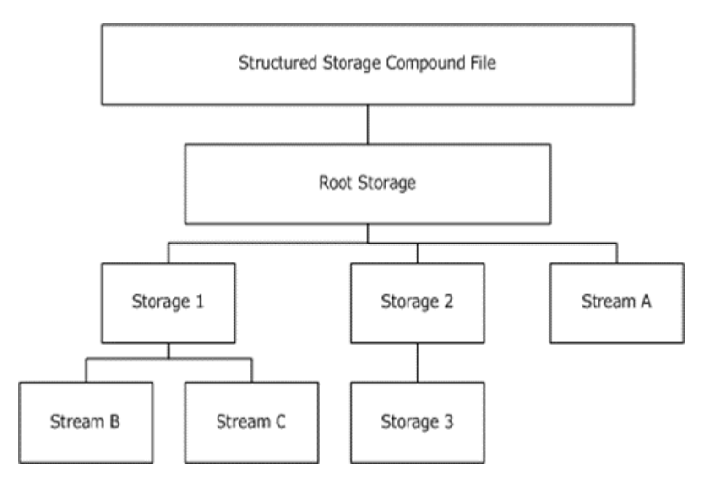 Structured Storage Compound File
Root Storage
Storage 1
Storage 2
Stream A
Stream B
Stream C
Storage 3